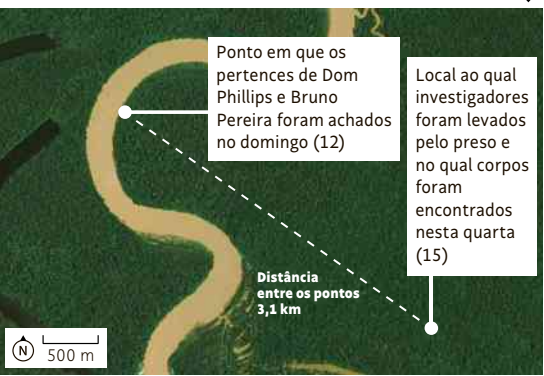 Ponto em que os
pertences de Dom
Phillips e Bruno
Pereira foram achados
no domingo (12)
Local ao qual
investigadores
foram levados
pelo preso e
no qual corpos
foram
encontrados
nesta quarta
(15)
Distância
entre os pontos
3,1 km
N
500 m